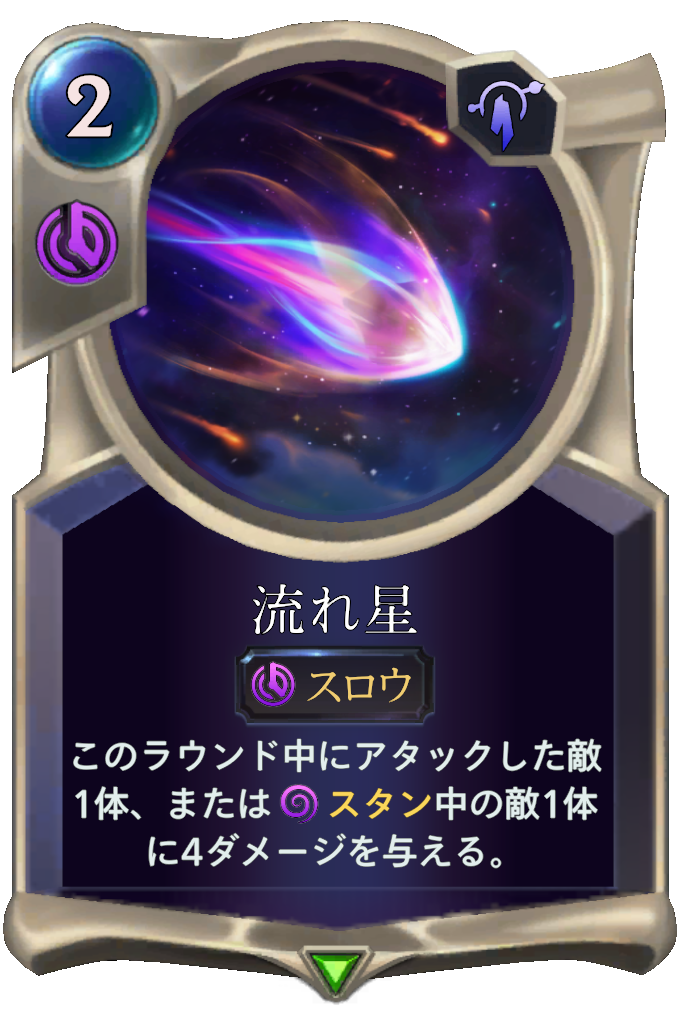 2
流れ星
スロウ
このラウンド中にアタックした敵
1体、または スタン中の敵1体
に4ダメージを与える。